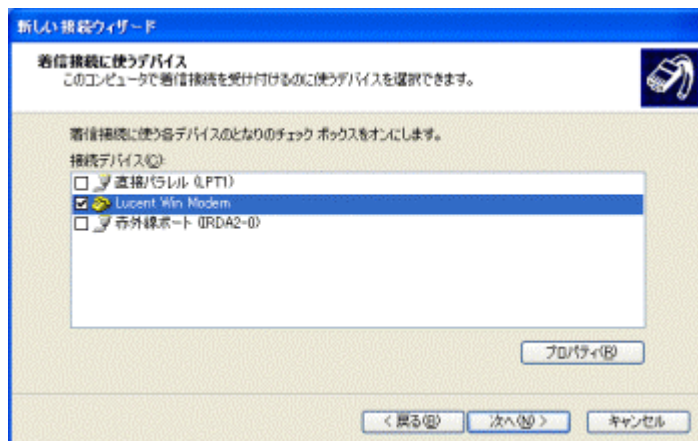 新しい接続ウィザード
着信接続に使うデバイス
このコンピュータで着信接続を受け付けるのに使うデバイスを選択できます。
着信接続に使う各デバイスのとなりのチェック ボックスをオンにします。
接続デバイス(C):
直接パラレル (LPT1)
Lucent Win Modem
赤外線ポート (IRDA2-0)
プロパティ(R)
< 戻る(B)
次へ(N) >
キャンセル